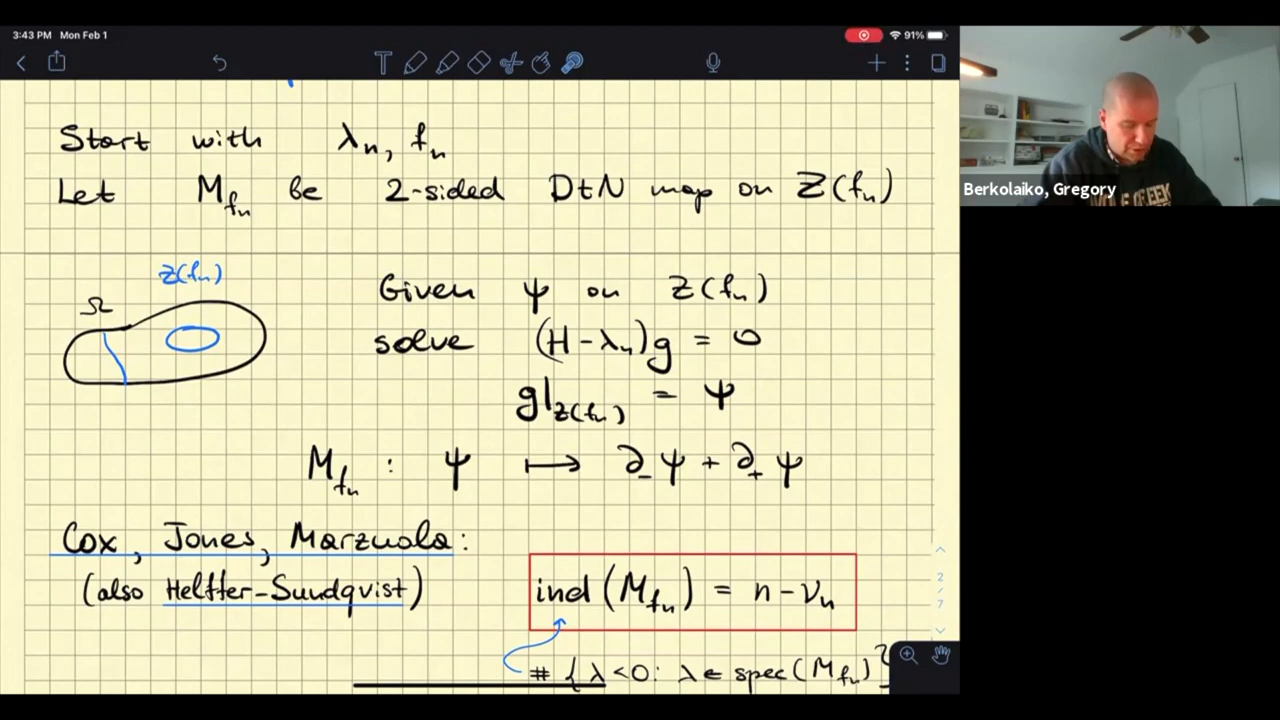 3:43 PM Mon Feb 1
91%
Start with λn, fn
Let Mfn be 2-sided DtN map on Z(fn)
Z(fn)
Ω
Given ψ on Z(fn)
solve (H-λn)g = 0
g|Z(fn) = ψ
Mfn : ψ ↦ ∂-ψ + ∂+ψ
Cox, Jones, Marzuola:
(also Helffer-Sundqvist)
ind(Mfn) = n-νn
# {λ<0: λ∈spec(Mfn)}
2
/
7
Berkolaiko, Gregory